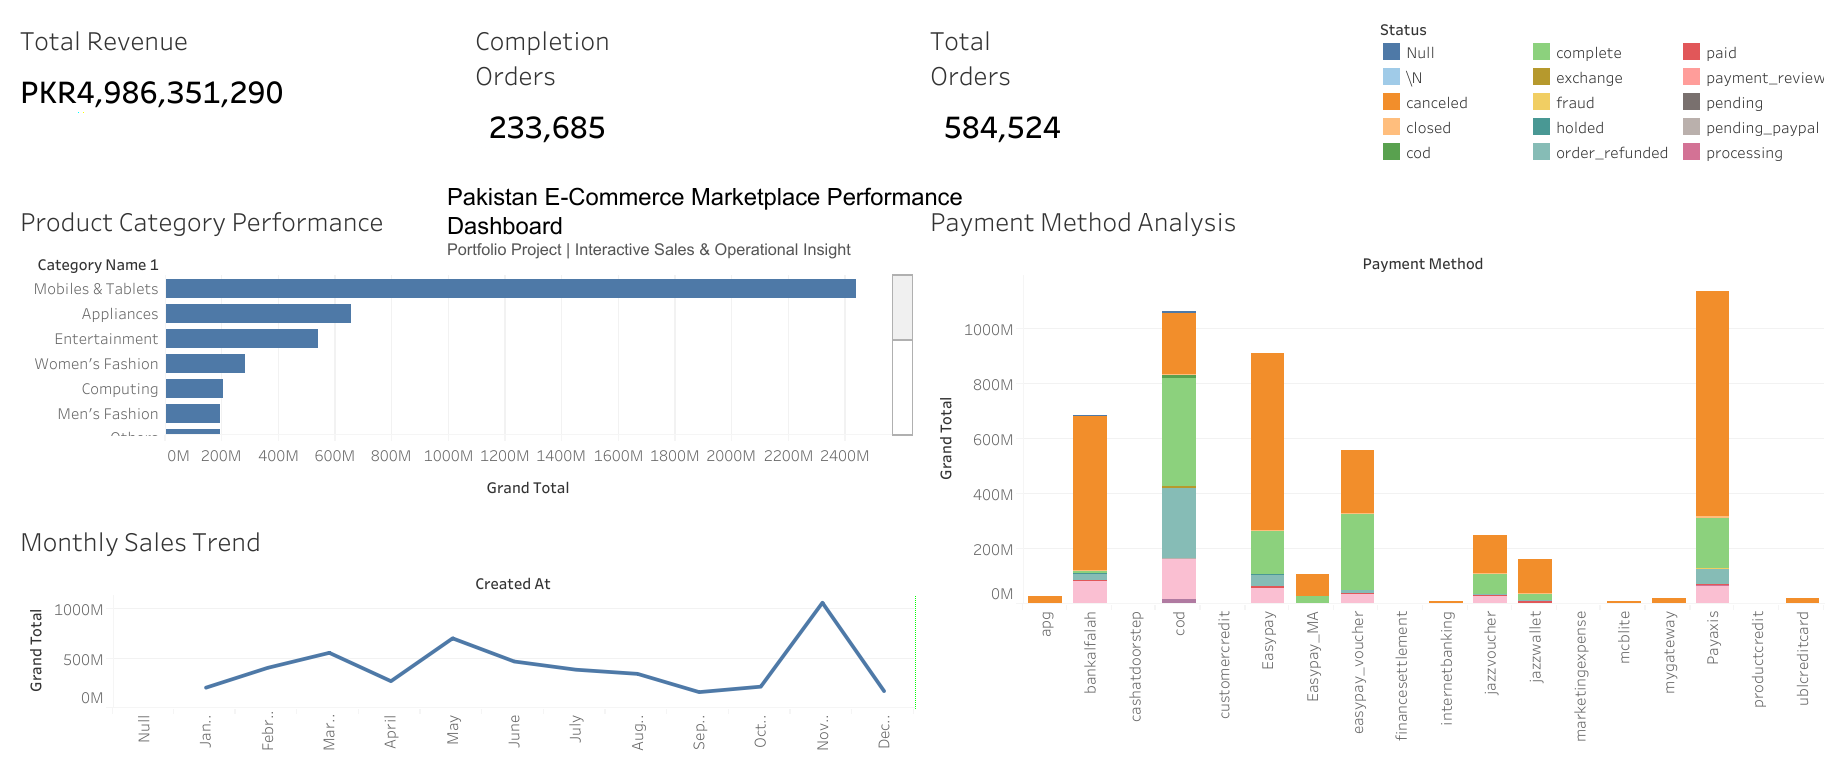 Total Revenue
PKR4,986,351,290
Completion
Orders
233,685
Total
Orders
584,524
Status
Null
\N
canceled
closed
cod
complete
exchange
fraud
holded
order_refunded
paid
payment_review
pending
pending_paypal
processing
Pakistan E-Commerce Marketplace Performance
Dashboard
Portfolio Project | Interactive Sales & Operational Insight
Product Category Performance
Category Name 1
Mobiles & Tablets
Appliances
Entertainment
Women's Fashion
Computing
Men's Fashion
Others
0M 200M 400M 600M 800M 1000M 1200M 1400M 1600M 1800M 2000M 2200M 2400M
Grand Total
Monthly Sales Trend
Created At
Grand Total
1000M
500M
0M
Null Jan.. Febr.. Mar.. April May June July Aug.. Sep.. Oct.. Nov.. Dec..
Payment Method Analysis
Payment Method
Grand Total
1000M
800M
600M
400M
200M
0M
apg bankalfalah cashatdoorstep cod customercredit Easypay Easypay_MA easypay_voucher financesettlement internetbanking jazzvoucher jazzwallet marketingexpense mcblite mygateway Payaxis productcredit ublcreditcard